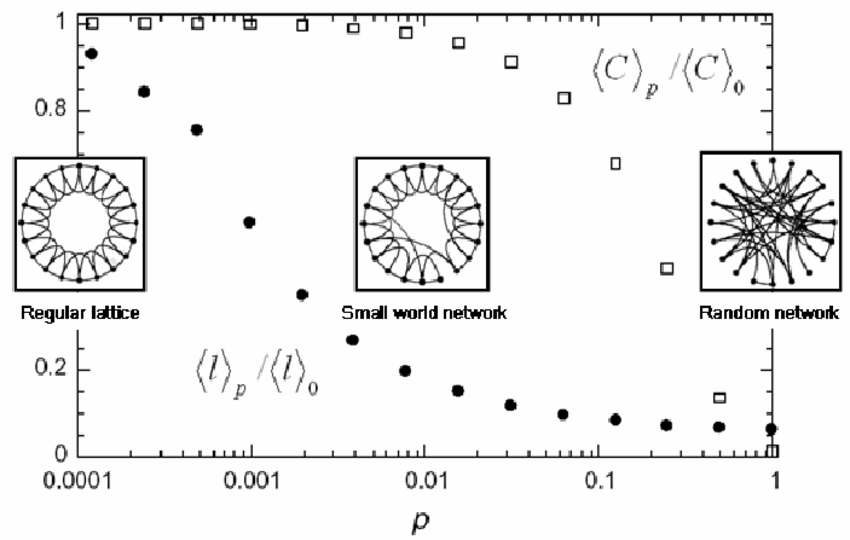 1
⟨C⟩p /⟨C⟩0
0.8
Regular lattice
Small world network
Random network
⟨l⟩p /⟨l⟩0
0.2
0
0.0001
0.001
0.01
0.1
1
p